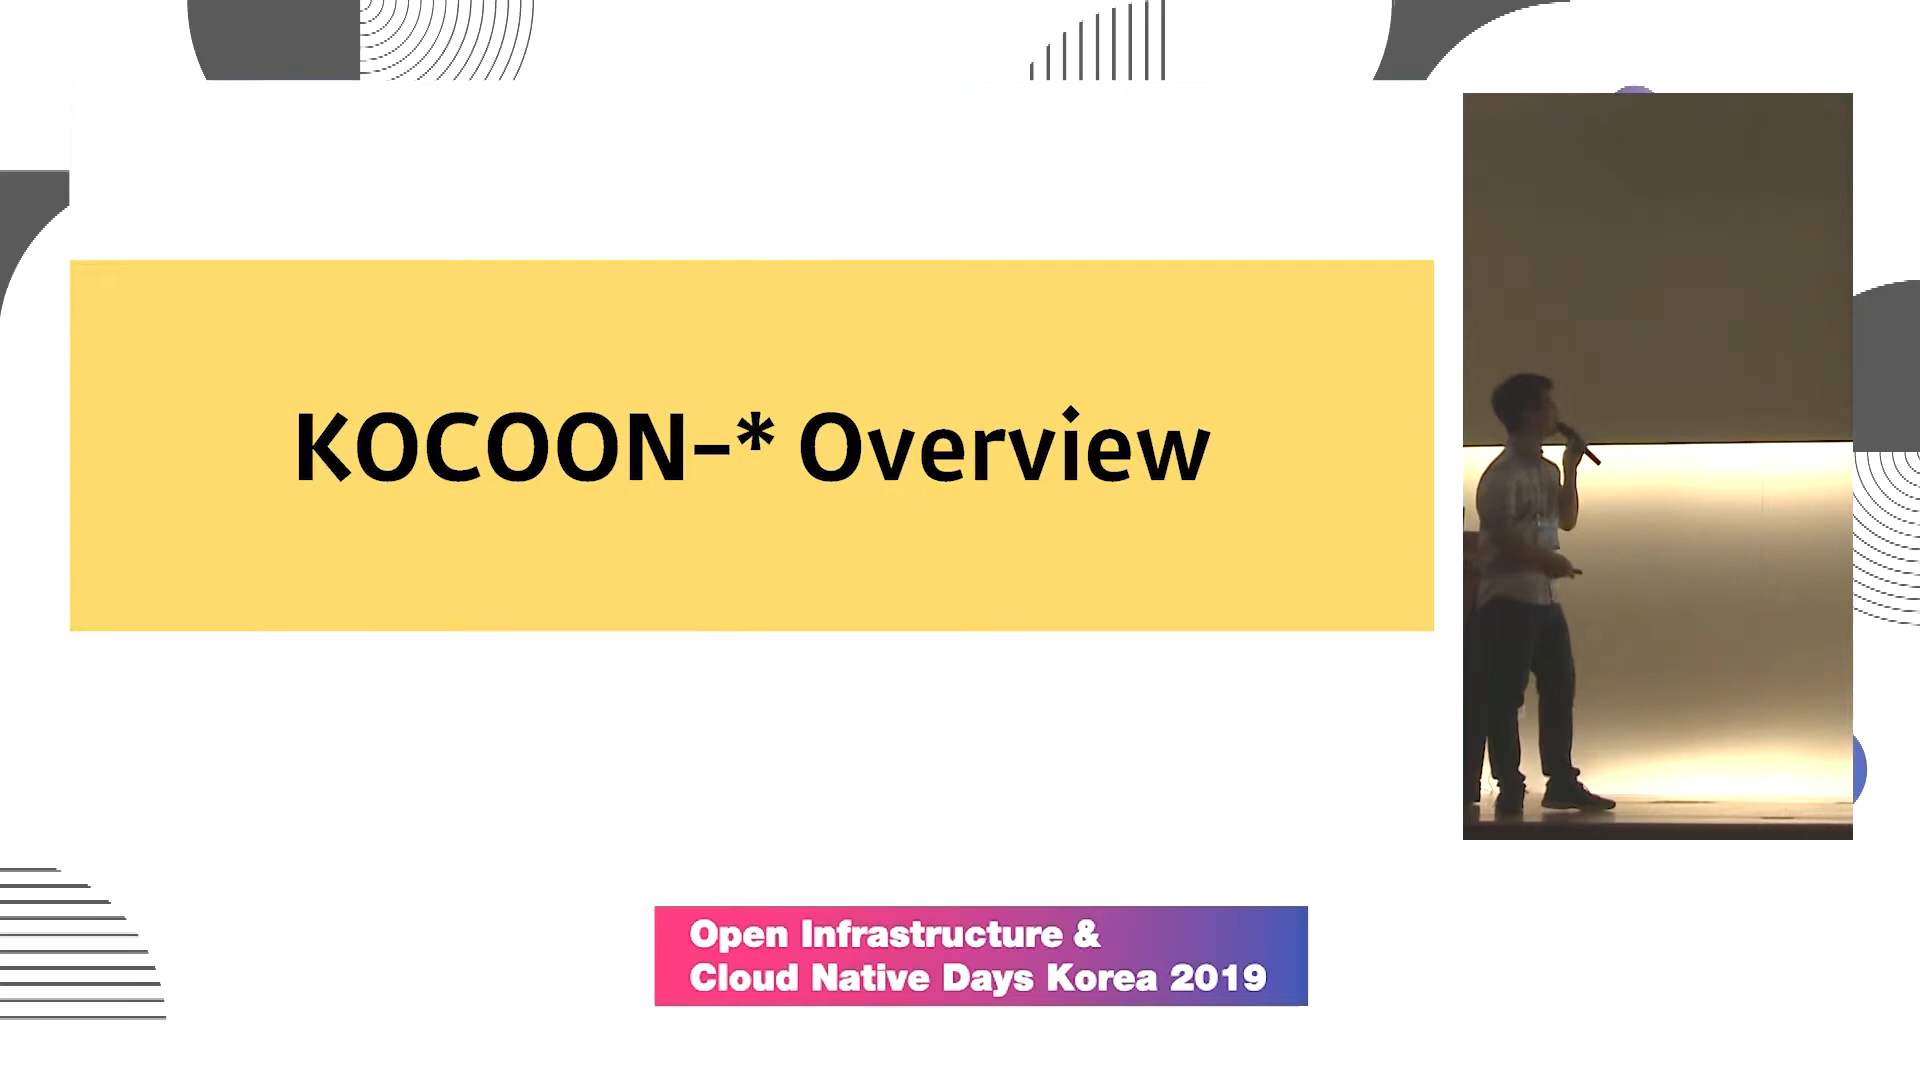 KOCOON-* Overview
Open Infrastructure &
Cloud Native Days Korea 2019